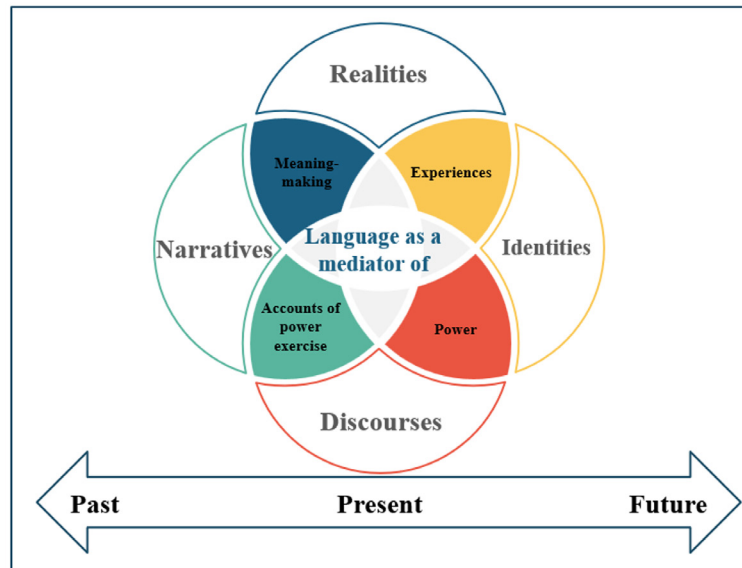 Realities
Meaning-
making
Experiences
Narratives
Language as a
mediator of
Identities
Accounts of
power
exercise
Power
Discourses
Past
Present
Future